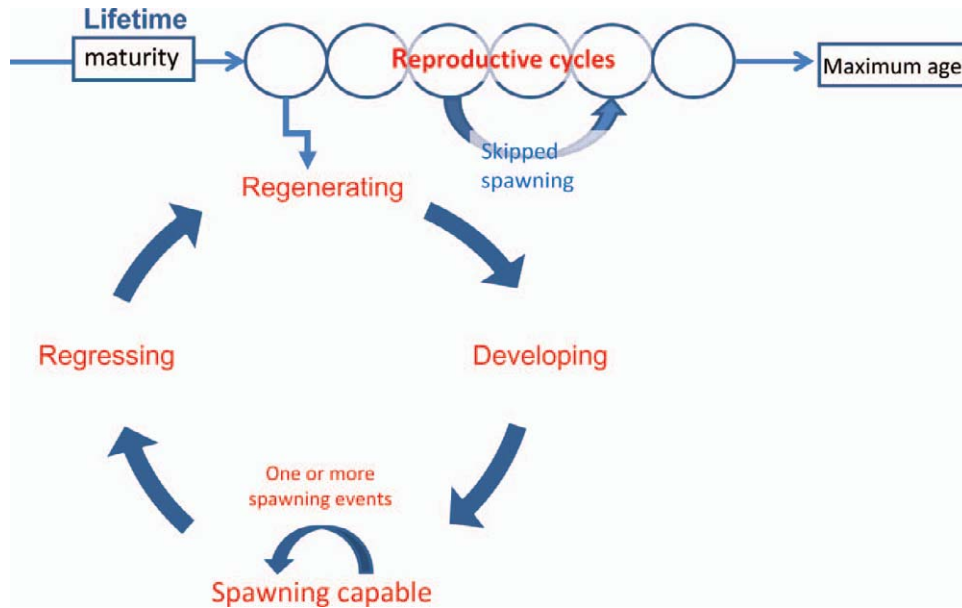 Lifetime
maturity
Reproductive cycles
Maximum age
Skipped
spawning
Regenerating
Regressing
Developing
One or more
spawning events
Spawning capable